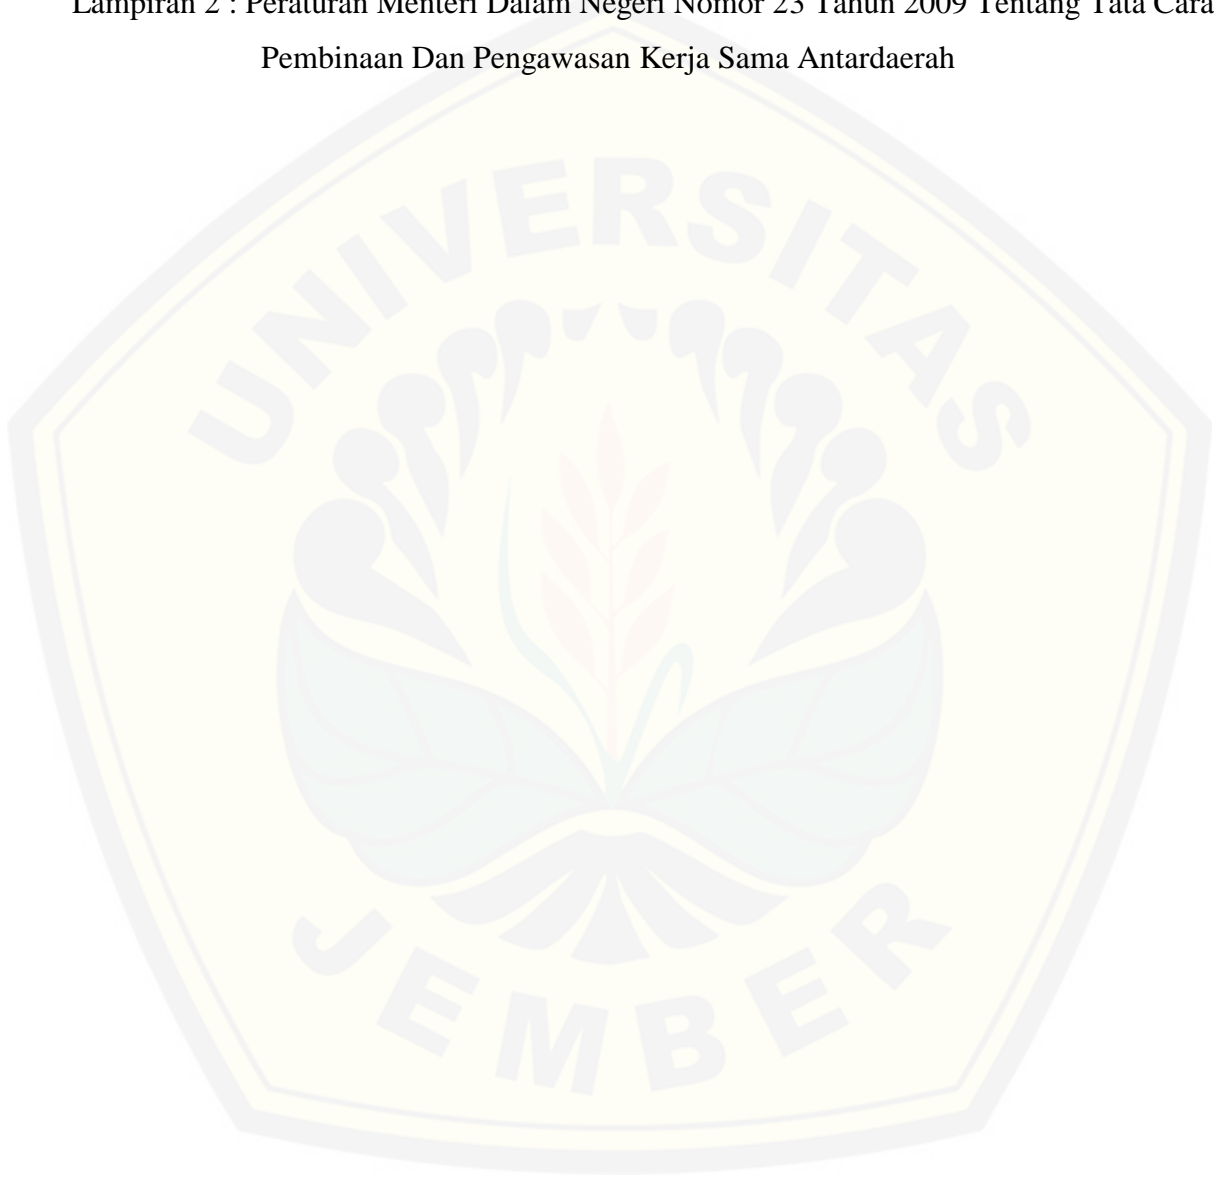 Lampiran 2 : Peraturan Menteri Dalam Negeri Nomor 23 Tahun 2009 Tentang Tata Cara
Pembinaan Dan Pengawasan Kerja Sama Antardaerah
UNIVERSITAS
JEMBER